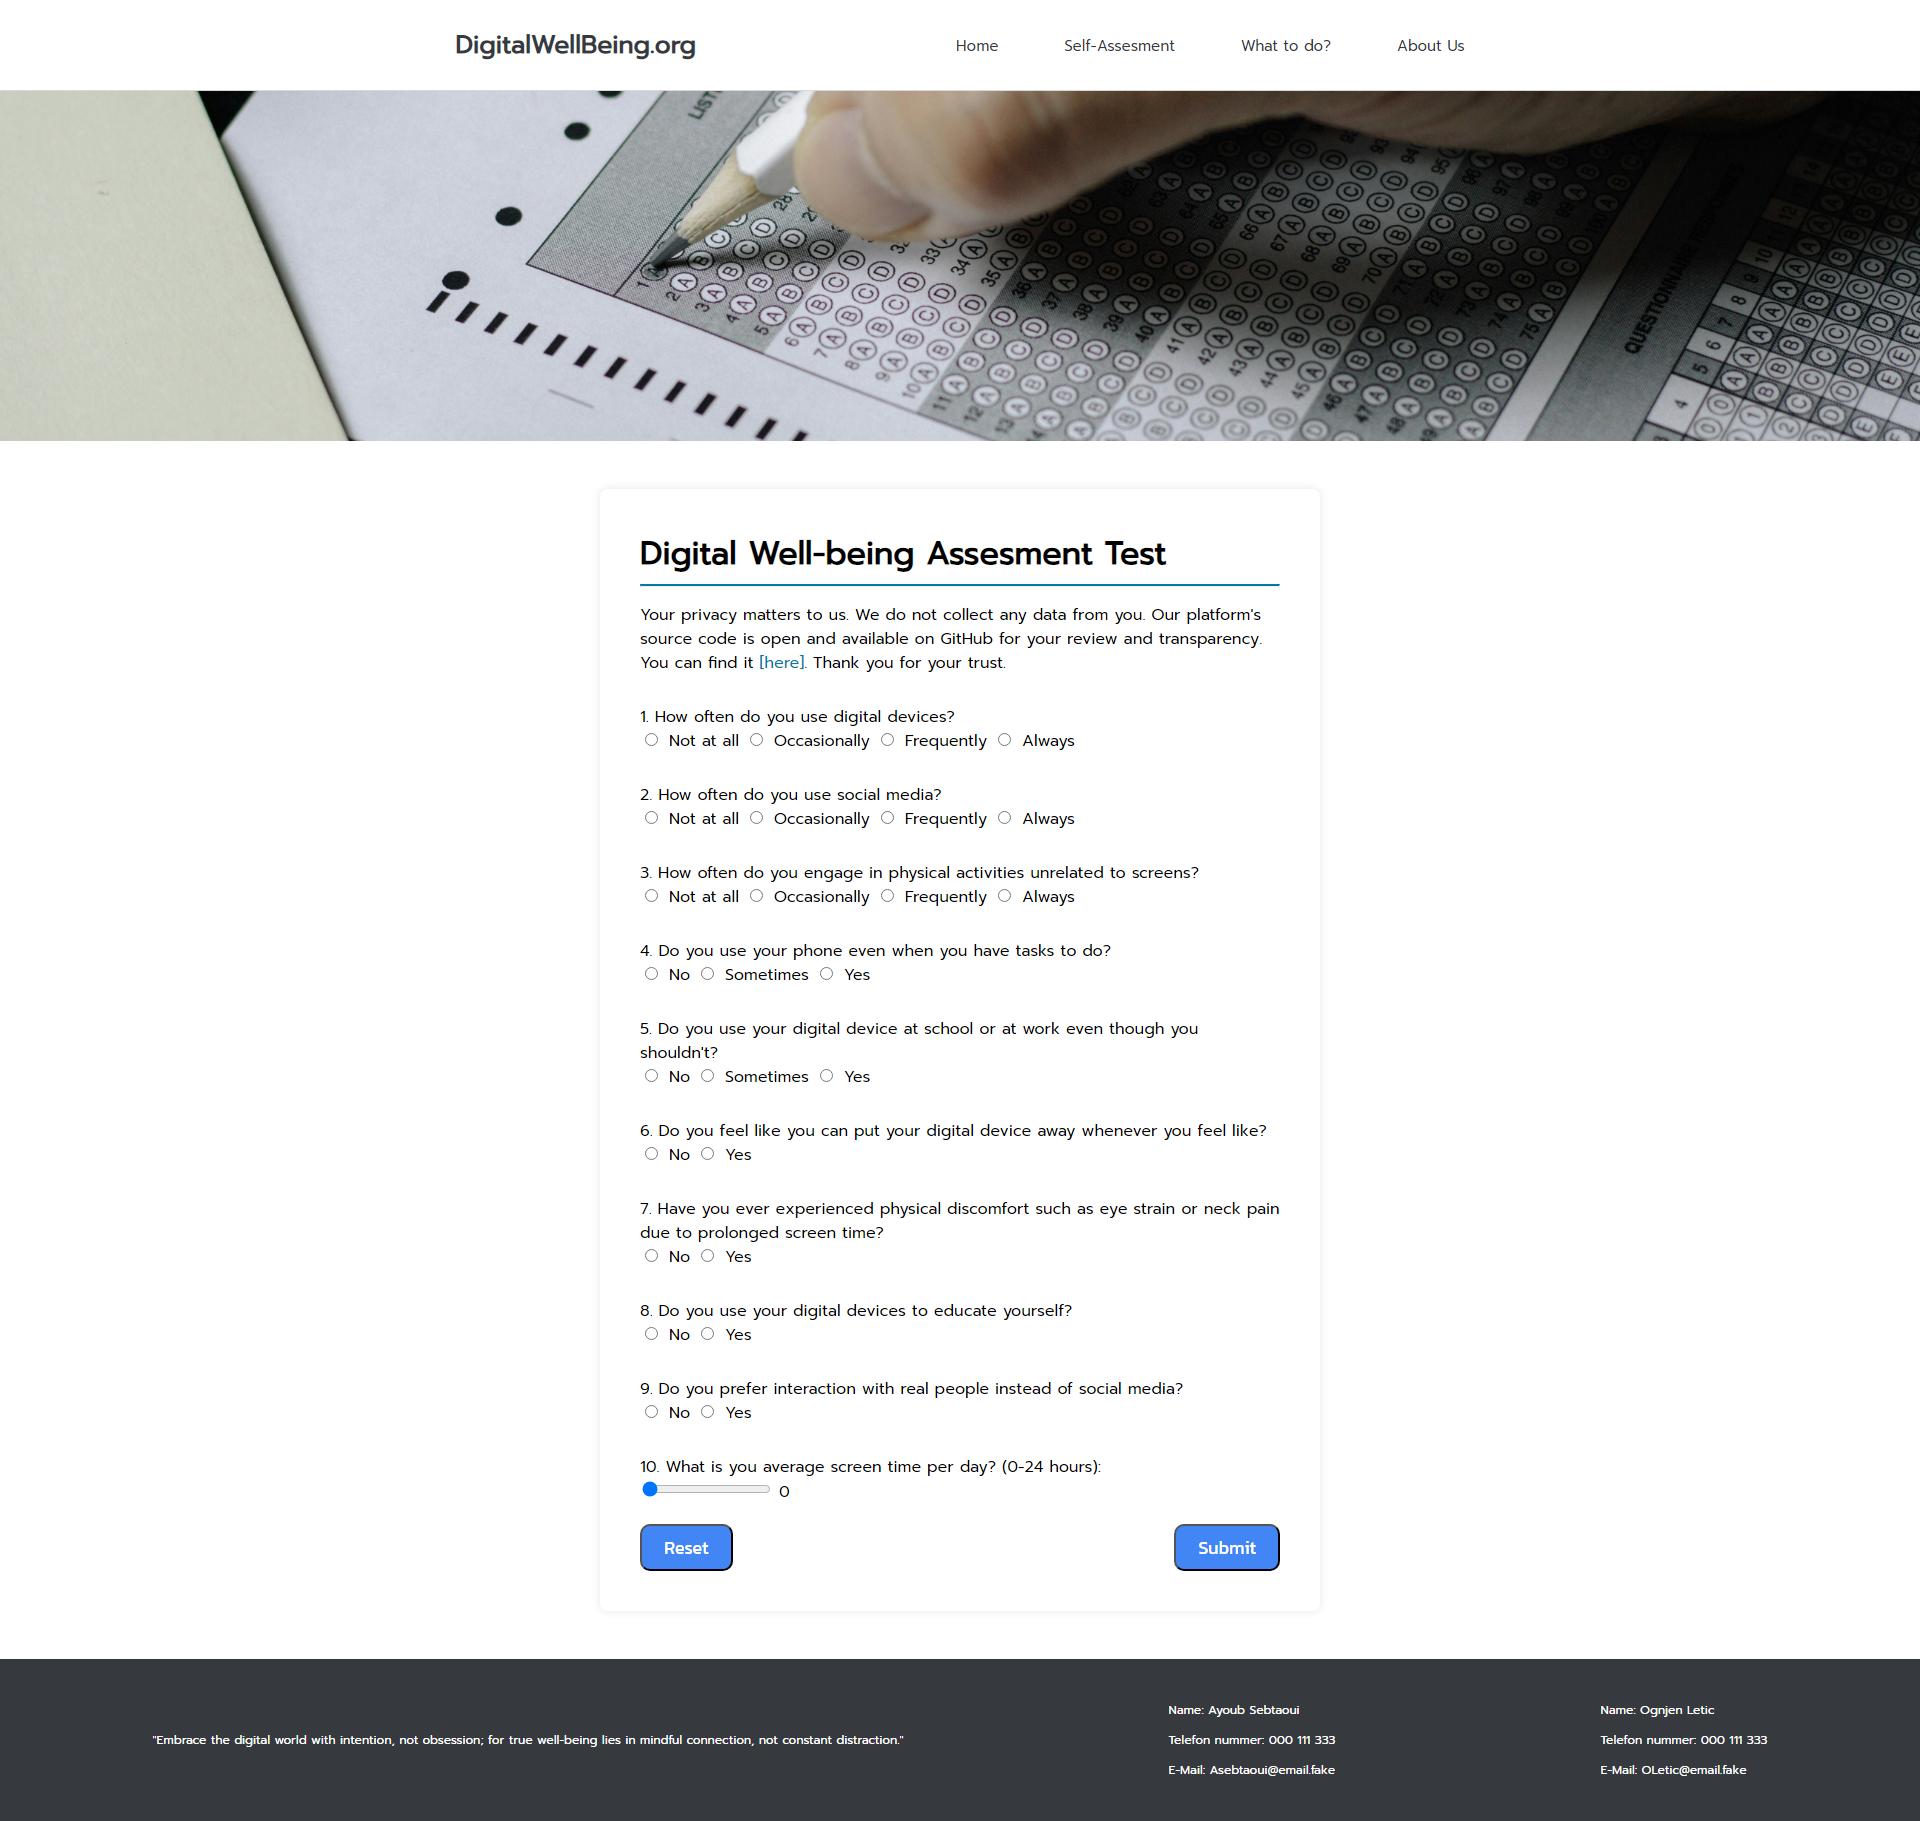 DigitalWellBeing.org
Home
Self-Assesment
What to do?
About Us
QUESTIONNAIRE
Digital Well-being Assesment Test
Your privacy matters to us. We do not collect any data from you. Our platform's
source code is open and available on GitHub for your review and transparency.
You can find it [here]. Thank you for your trust.
1. How often do you use digital devices?
Not at all Occasionally Frequently Always
2. How often do you use social media?
Not at all Occasionally Frequently Always
3. How often do you engage in physical activities unrelated to screens?
Not at all Occasionally Frequently Always
4. Do you use your phone even when you have tasks to do?
No Sometimes Yes
5. Do you use your digital device at school or at work even though you
shouldn't?
No Sometimes Yes
6. Do you feel like you can put your digital device away whenever you feel like?
No Yes
7. Have you ever experienced physical discomfort such as eye strain or neck pain
due to prolonged screen time?
No Yes
8. Do you use your digital devices to educate yourself?
No Yes
9. Do you prefer interaction with real people instead of social media?
No Yes
10. What is you average screen time per day? (0-24 hours):
0
Reset
Submit
"Embrace the digital world with intention, not obsession; for true well-being lies in mindful connection, not constant distraction."
Name: Ayoub Sebtaoui
Telefon nummer: 000 111 333
E-Mail: Asebtaoui@email.fake
Name: Ognjen Letic
Telefon nummer: 000 111 333
E-Mail: OLetic@email.fake